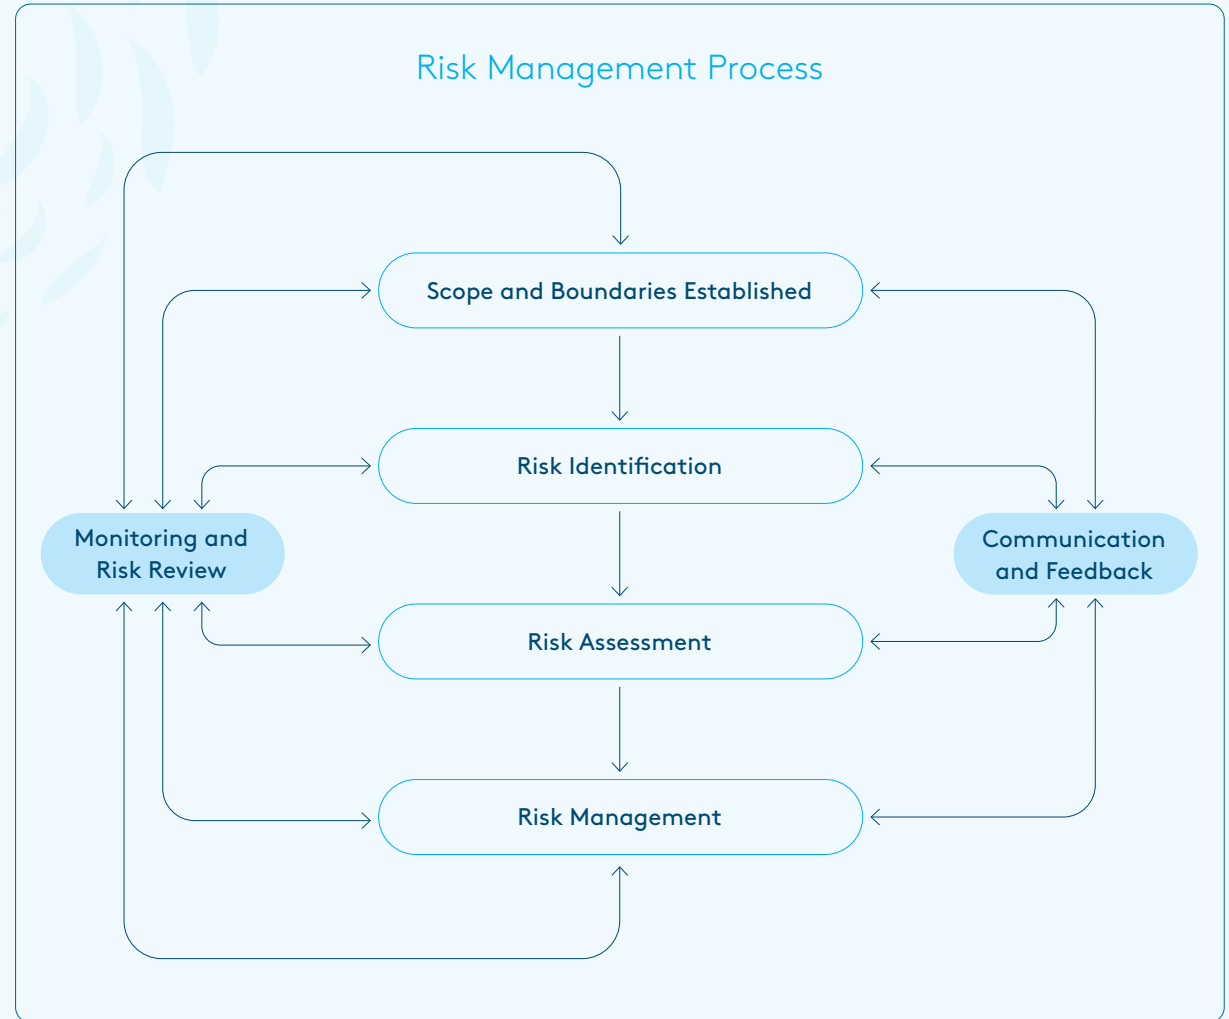 Risk Management Process
Scope and Boundaries Established
Risk Identification
Monitoring and
Risk Review
Communication
and Feedback
Risk Assessment
Risk Management